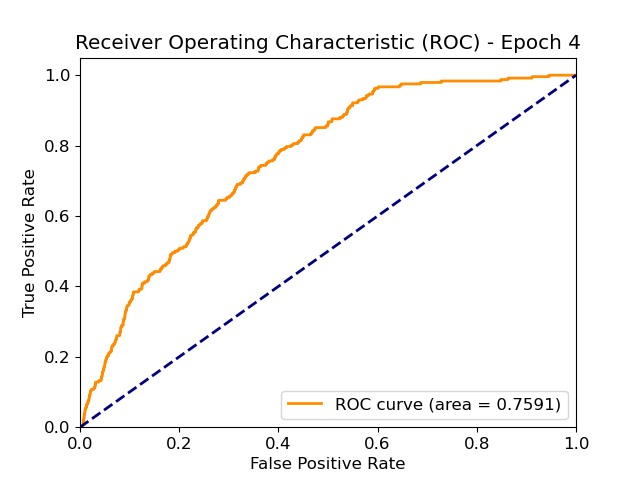 Receiver Operating Characteristic (ROC) - Epoch 4
True Positive Rate
1.0
0.8
0.6
0.4
0.2
0.0
ROC curve (area = 0.7591)
0.0 0.2 0.4 0.6 0.8 1.0
False Positive Rate